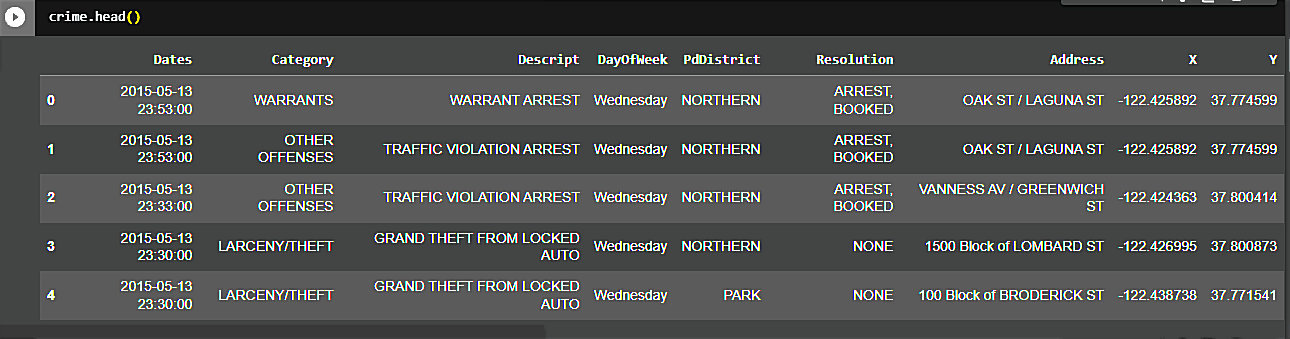 crime.head()
Dates Category Descript DayOfWeek PdDistrict Resolution Address X Y
0 2015-05-13 23:53:00 WARRANTS WARRANT ARREST Wednesday NORTHERN ARREST, BOOKED OAK ST / LAGUNA ST -122.425892 37.774599
1 2015-05-13 23:53:00 OTHER OFFENSES TRAFFIC VIOLATION ARREST Wednesday NORTHERN ARREST, BOOKED OAK ST / LAGUNA ST -122.425892 37.774599
2 2015-05-13 23:33:00 OTHER OFFENSES TRAFFIC VIOLATION ARREST Wednesday NORTHERN ARREST, BOOKED VANNESS AV / GREENWICH ST -122.424363 37.800414
3 2015-05-13 23:30:00 LARCENY/THEFT GRAND THEFT FROM LOCKED AUTO Wednesday NORTHERN NONE 1500 Block of LOMBARD ST -122.426995 37.800873
4 2015-05-13 23:30:00 LARCENY/THEFT GRAND THEFT FROM LOCKED AUTO Wednesday PARK NONE 100 Block of BRODERICK ST -122.438738 37.771541